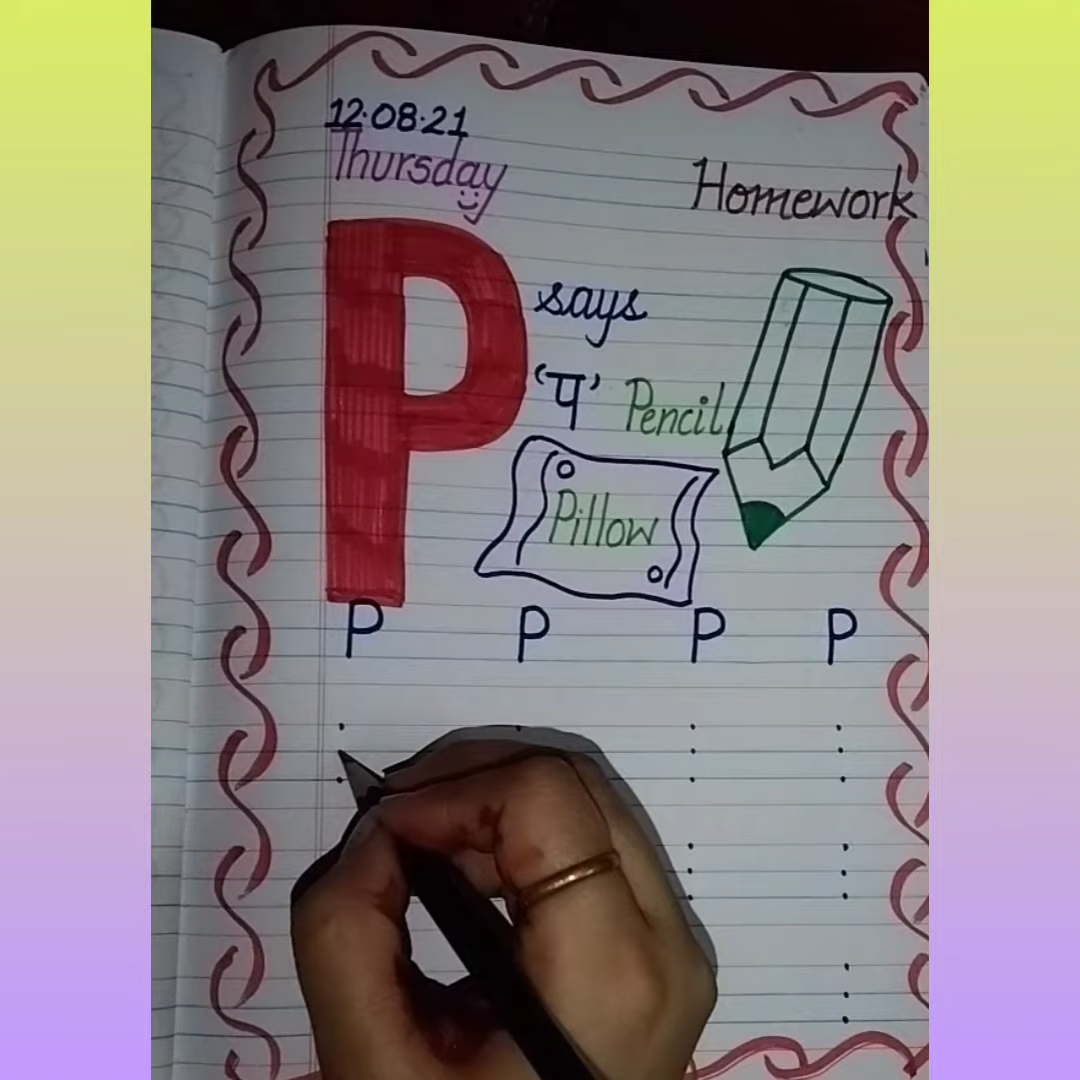 12.08.21
Thursday
Homework
P says
'प' Pencil
Pillow
P P P P